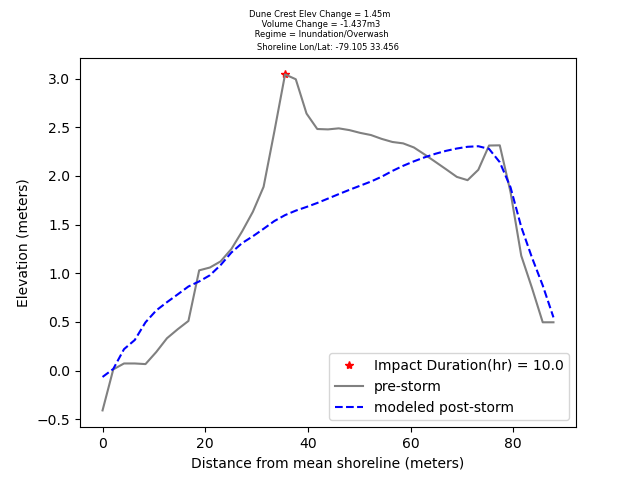 Dune Crest Elev Change = 1.45m
Volume Change = -1.437m3
Regime = Inundation/Overwash
Shoreline Lon/Lat: -79.105 33.456
3.0
2.5
2.0
1.5
1.0
0.5
0.0
−0.5
Elevation (meters)
Impact Duration(hr) = 10.0
pre-storm
modeled post-storm
0 20 40 60 80
Distance from mean shoreline (meters)